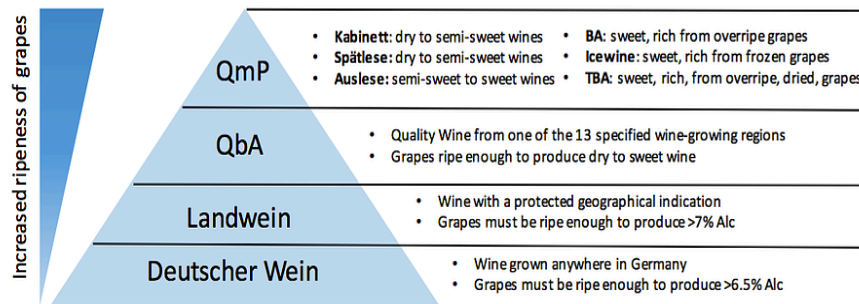 Increased ripeness of grapes
QmP
• Kabinett: dry to semi-sweet wines
• Spätlese: dry to semi-sweet wines
• Auslese: semi-sweet to sweet wines
• BA: sweet, rich from overripe grapes
• Icewine: sweet, rich from frozen grapes
• TBA: sweet, rich, from overripe, dried, grapes
QbA
• Quality Wine from one of the 13 specified wine-growing regions
• Grapes ripe enough to produce dry to sweet wine
Landwein
• Wine with a protected geographical indication
• Grapes must be ripe enough to produce >7% Alc
Deutscher Wein
• Wine grown anywhere in Germany
• Grapes must be ripe enough to produce >6.5% Alc